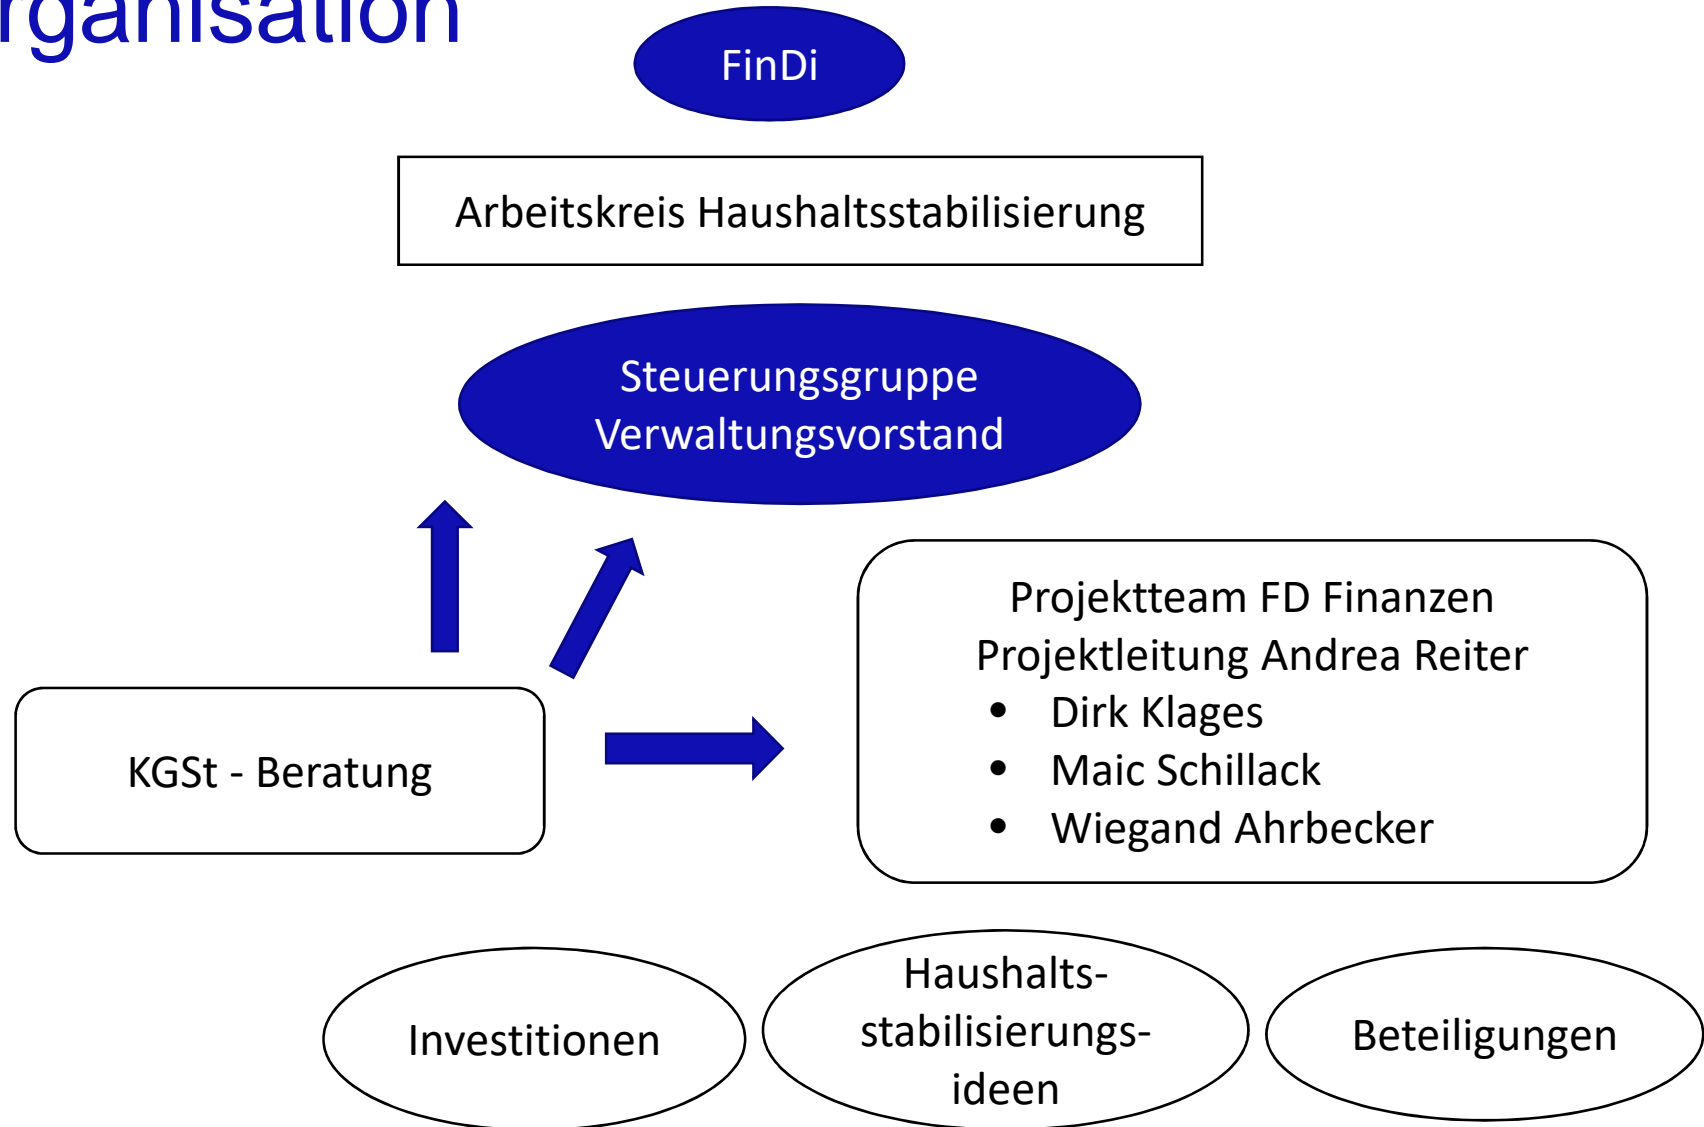 rganisation
FinDi
Arbeitskreis Haushaltsstabilisierung
Steuerungsgruppe
Verwaltungsvorstand
Projektteam FD Finanzen
Projektleitung Andrea Reiter
• Dirk Klages
• Maic Schillack
• Wiegand Ahrbecker
KGSt - Beratung
Investitionen
Haushalts-
stabilisierungs-
ideen
Beteiligungen